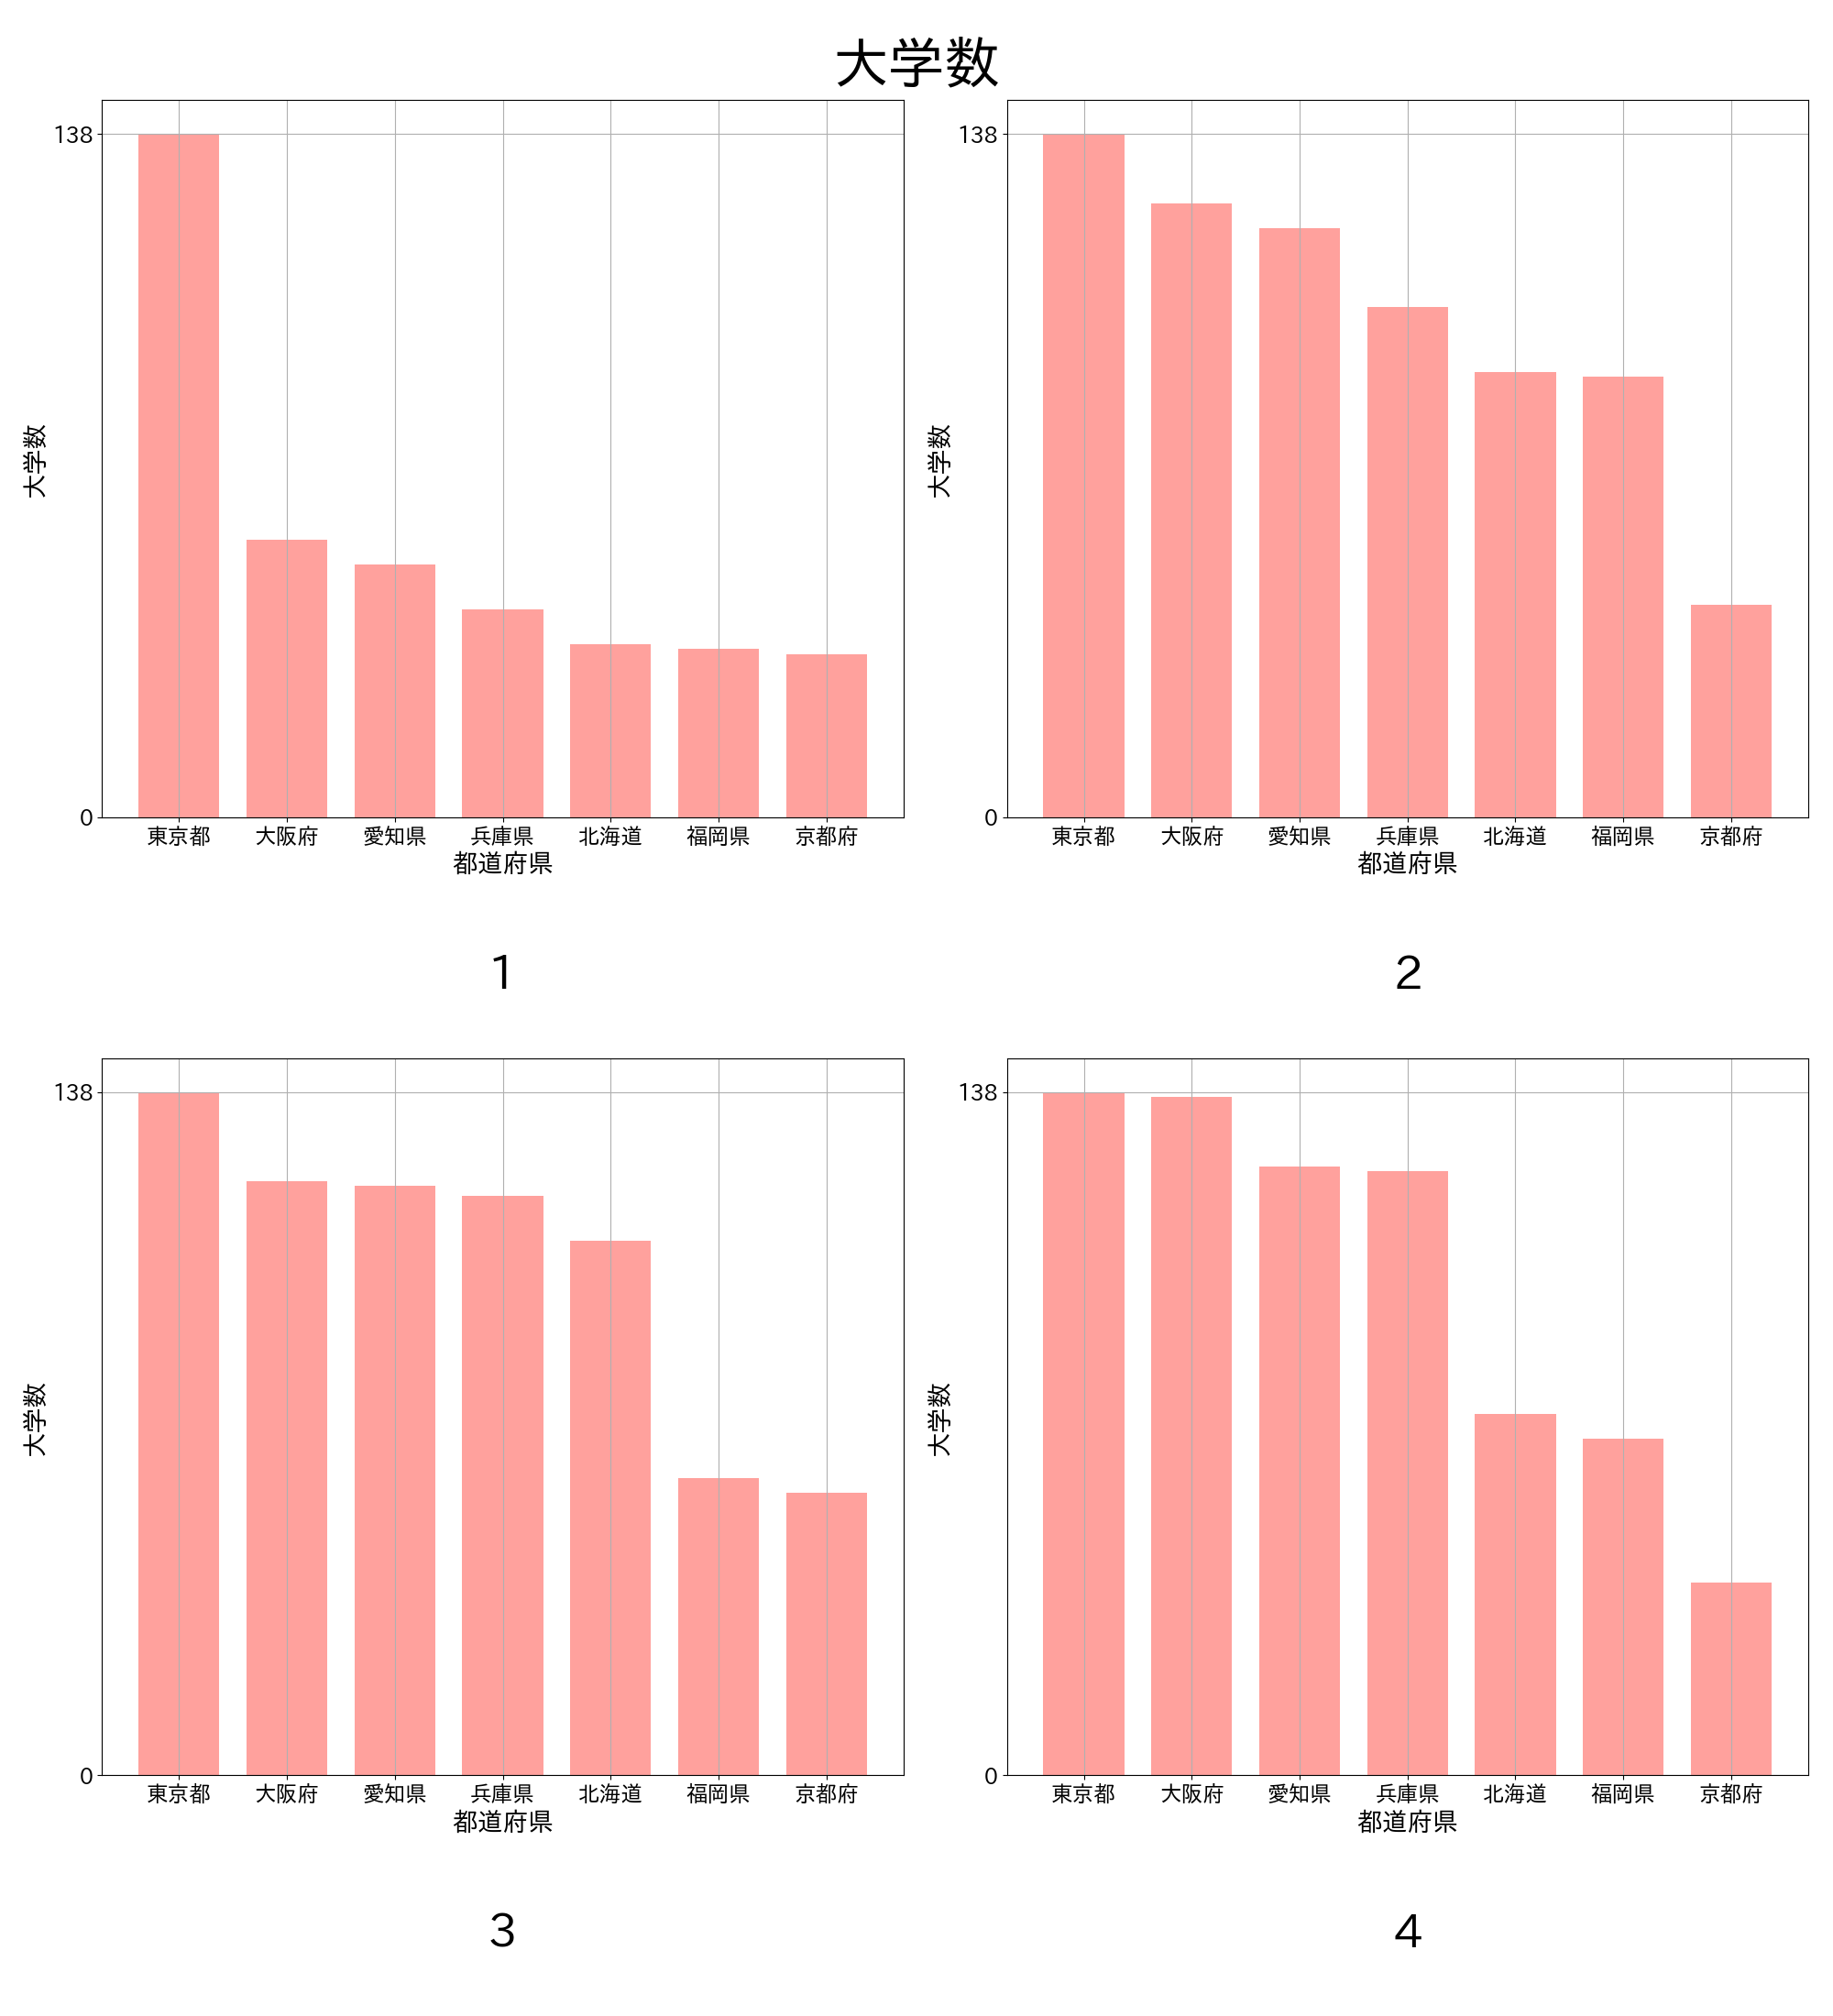 大学数
138
0
大学数
東京都 大阪府 愛知県 兵庫県 北海道 福岡県 京都府
都道府県
1
138
0
大学数
東京都 大阪府 愛知県 兵庫県 北海道 福岡県 京都府
都道府県
2
138
0
大学数
東京都 大阪府 愛知県 兵庫県 北海道 福岡県 京都府
都道府県
3
138
0
大学数
東京都 大阪府 愛知県 兵庫県 北海道 福岡県 京都府
都道府県
4